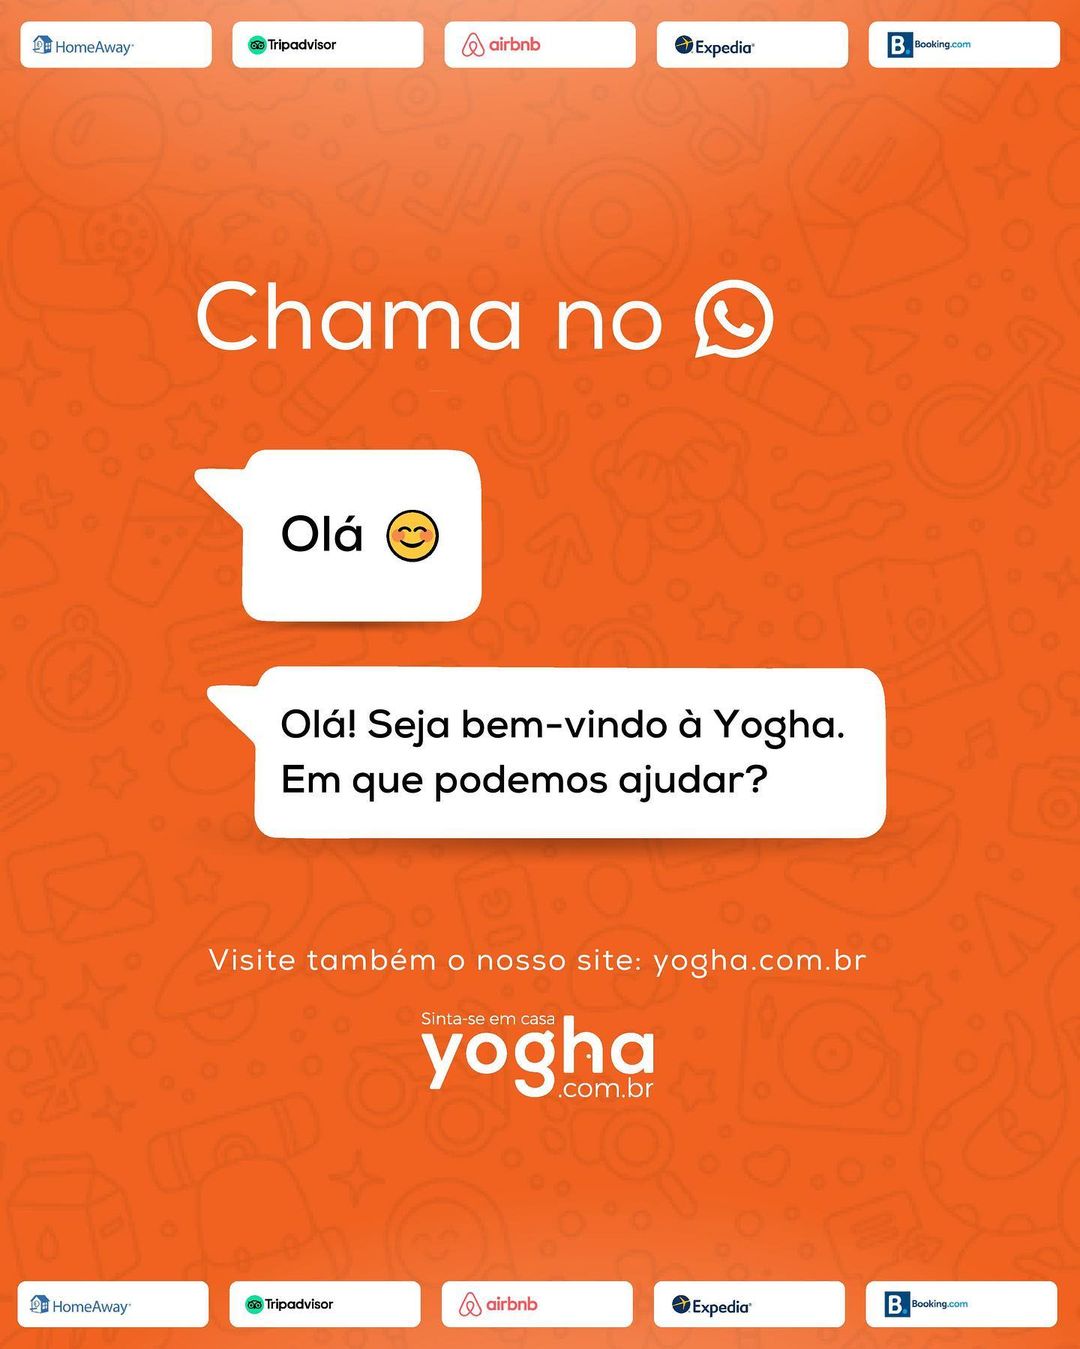 HomeAway
Tripadvisor
airbnb
Expedia
B.
Booking.com
Chama no
Olá 😊
Olá! Seja bem-vindo à Yogha.
Em que podemos ajudar?
Visite também o nosso site: yogha.com.br
Sinta-se em casa
yogha
.com.br
HomeAway
Tripadvisor
airbnb
Expedia
B.
Booking.com